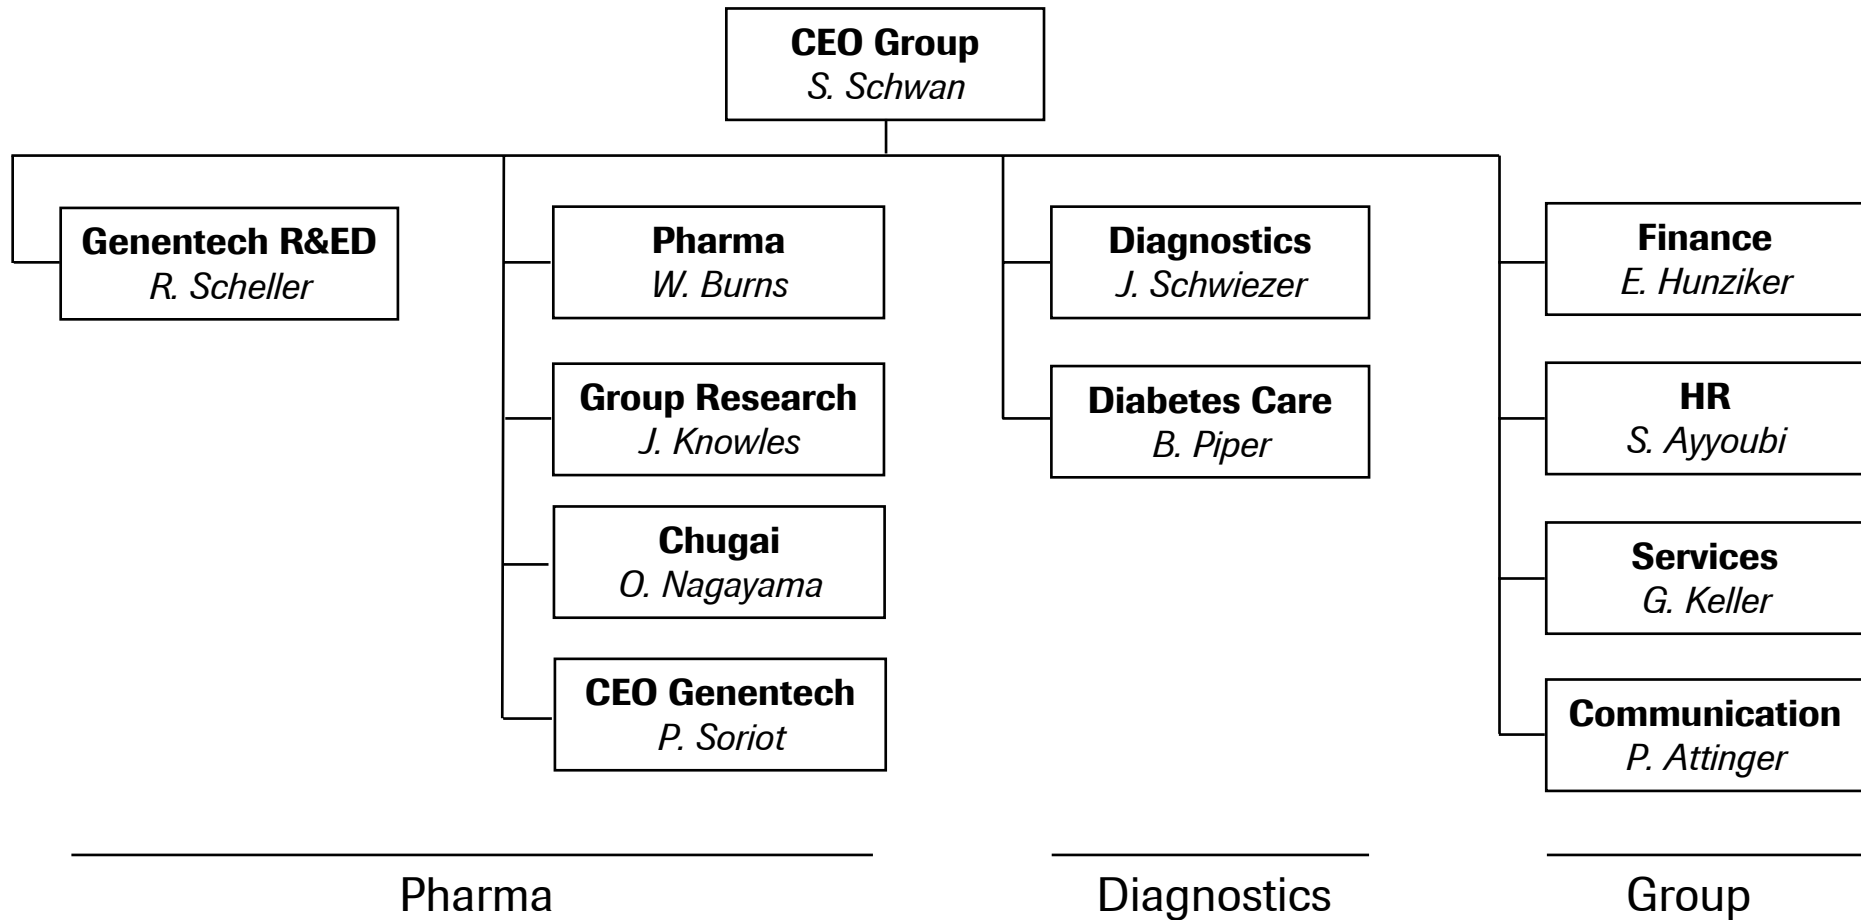 CEO Group
S. Schwan
Genentech R&ED
R. Scheller
Pharma
W. Burns
Group Research
J. Knowles
Chugai
O. Nagayama
CEO Genentech
P. Soriot
Diagnostics
J. Schwiezer
Diabetes Care
B. Piper
Finance
E. Hunziker
HR
S. Ayyoubi
Services
G. Keller
Communication
P. Attinger
Pharma
Diagnostics
Group